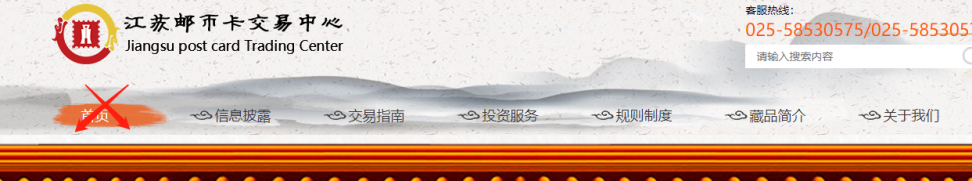 江苏邮币卡交易中心
Jiangsu post card Trading Center
客服热线：
025-58530575/025-585305
请输入搜索内容
首页 信息披露 交易指南 投资服务 规则制度 藏品简介 关于我们